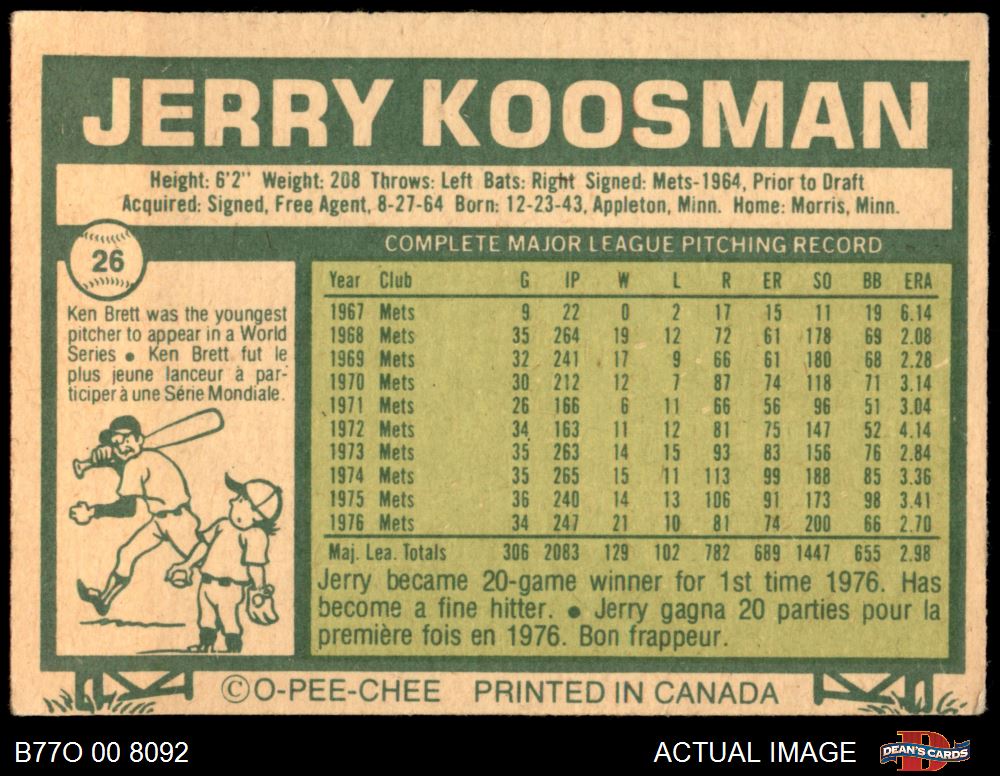 JERRY KOOSMAN
Height: 6'2" Weight: 208 Throws: Left Bats: Right Signed: Mets-1964, Prior to Draft
Acquired: Signed, Free Agent, 8-27-64 Born: 12-23-43, Appleton, Minn. Home: Morris, Minn.
26
Ken Brett was the youngest
pitcher to appear in a World
Series ● Ken Brett fut le
plus jeune lanceur à par-
ticiper à une Série Mondiale.
COMPLETE MAJOR LEAGUE PITCHING RECORD
Year Club G IP W L R ER SO BB ERA
1967 Mets 9 22 0 2 17 15 11 19 6.14
1968 Mets 35 264 19 12 72 61 178 69 2.08
1969 Mets 32 241 17 9 66 61 180 68 2.28
1970 Mets 30 212 12 7 87 74 118 71 3.14
1971 Mets 26 166 6 11 66 56 96 51 3.04
1972 Mets 34 163 11 12 81 75 147 52 4.14
1973 Mets 35 263 14 15 93 83 156 76 2.84
1974 Mets 35 265 15 11 113 99 188 85 3.36
1975 Mets 36 240 14 13 106 91 173 98 3.41
1976 Mets 34 247 21 10 81 74 200 66 2.70
Maj. Lea. Totals 306 2083 129 102 782 689 1447 655 2.98
Jerry became 20-game winner for 1st time 1976. Has
become a fine hitter. ● Jerry gagna 20 parties pour la
première fois en 1976. Bon frappeur.
©O-PEE-CHEE PRINTED IN CANADA
B77O 00 8092
ACTUAL IMAGE
D
DEAN'S CARDS